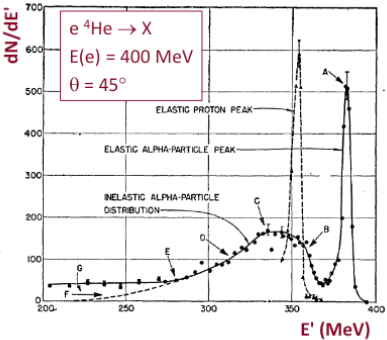 dN/dE'
e ⁴He → X
E(e) = 400 MeV
θ = 45°
700
600
500
400
300
200
100
0
A
ELASTIC PROTON PEAK
ELASTIC ALPHA-PARTICLE PEAK
INELASTIC ALPHA-PARTICLE
DISTRIBUTION
C
B
D
E
G
F
200
250
300
350
E' (MeV)